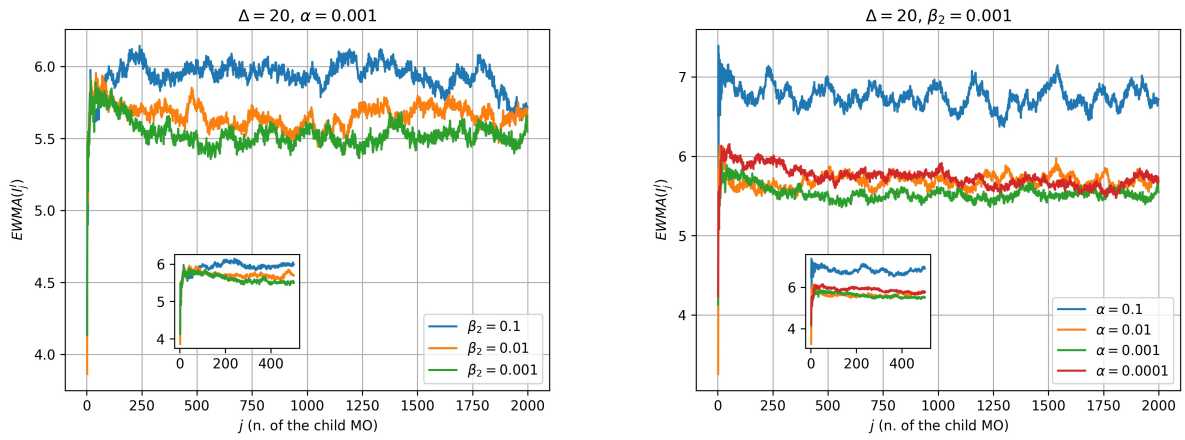 Δ = 20, α = 0.001
EWMA(l^j)
6.0
5.5
5.0
4.5
4.0
6
5
4
0 200 400
β₂ = 0.1
β₂ = 0.01
β₂ = 0.001
0 250 500 750 1000 1250 1500 1750 2000
j (n. of the child MO)
Δ = 20, β₂ = 0.001
EWMA(l^j)
7
6
5
4
6
4
0 200 400
α = 0.1
α = 0.01
α = 0.001
α = 0.0001
0 250 500 750 1000 1250 1500 1750 2000
j (n. of the child MO)